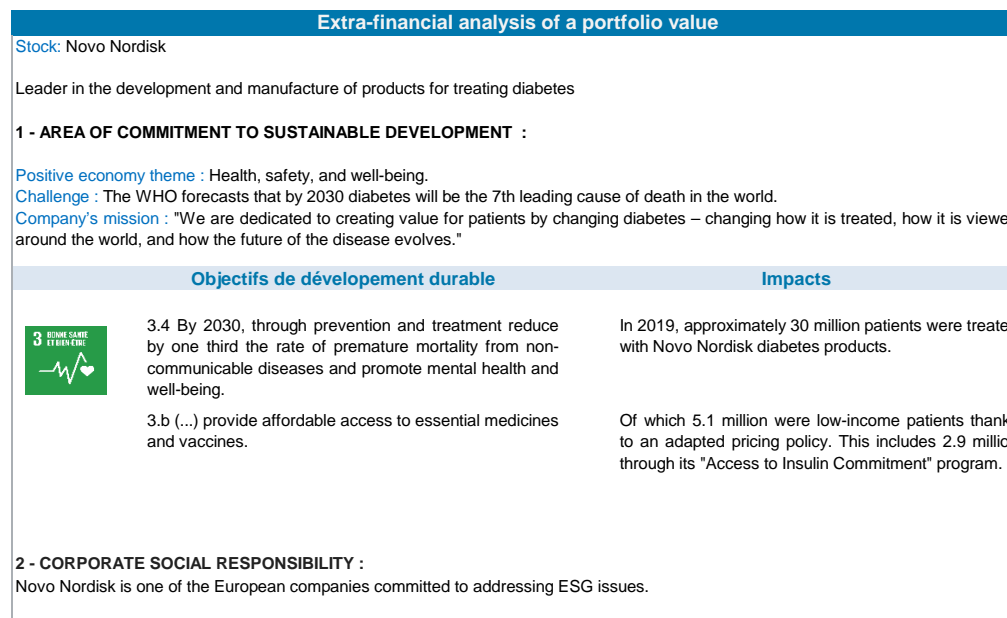 Extra-financial analysis of a portfolio value
Stock: Novo Nordisk
Leader in the development and manufacture of products for treating diabetes
1 - AREA OF COMMITMENT TO SUSTAINABLE DEVELOPMENT :
Positive economy theme : Health, safety, and well-being.
Challenge : The WHO forecasts that by 2030 diabetes will be the 7th leading cause of death in the world.
Company's mission : "We are dedicated to creating value for patients by changing diabetes – changing how it is treated, how it is viewe
around the world, and how the future of the disease evolves."
Objectifs de dévelopement durable
Impacts
3 BONNE SANTÉ
ET BIEN-ÊTRE
3.4 By 2030, through prevention and treatment reduce
by one third the rate of premature mortality from non-
communicable diseases and promote mental health and
well-being.
In 2019, approximately 30 million patients were treate
with Novo Nordisk diabetes products.
3.b (...) provide affordable access to essential medicines
and vaccines.
Of which 5.1 million were low-income patients thank
to an adapted pricing policy. This includes 2.9 millio
through its "Access to Insulin Commitment" program.
2 - CORPORATE SOCIAL RESPONSIBILITY :
Novo Nordisk is one of the European companies committed to addressing ESG issues.